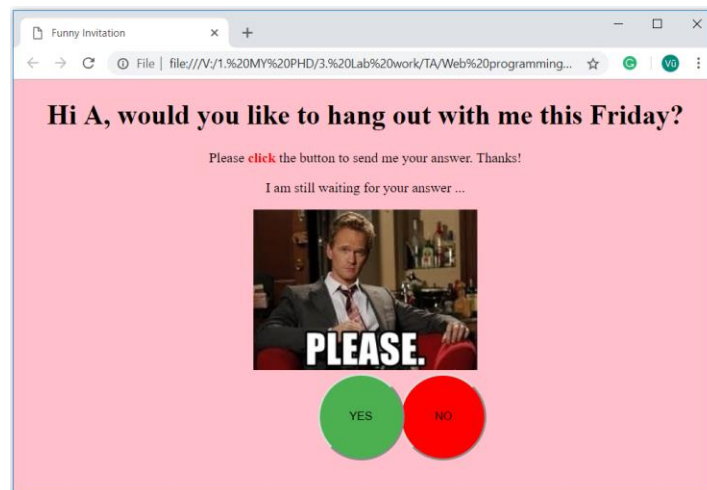 Funny Invitation
File | file:///V:/1.%20MY%20PHD/3.%20Lab%20work/TA/Web%20programming...
Vũ
Hi A, would you like to hang out with me this Friday?
Please click the button to send me your answer. Thanks!
I am still waiting for your answer ...
PLEASE.
YES
NO